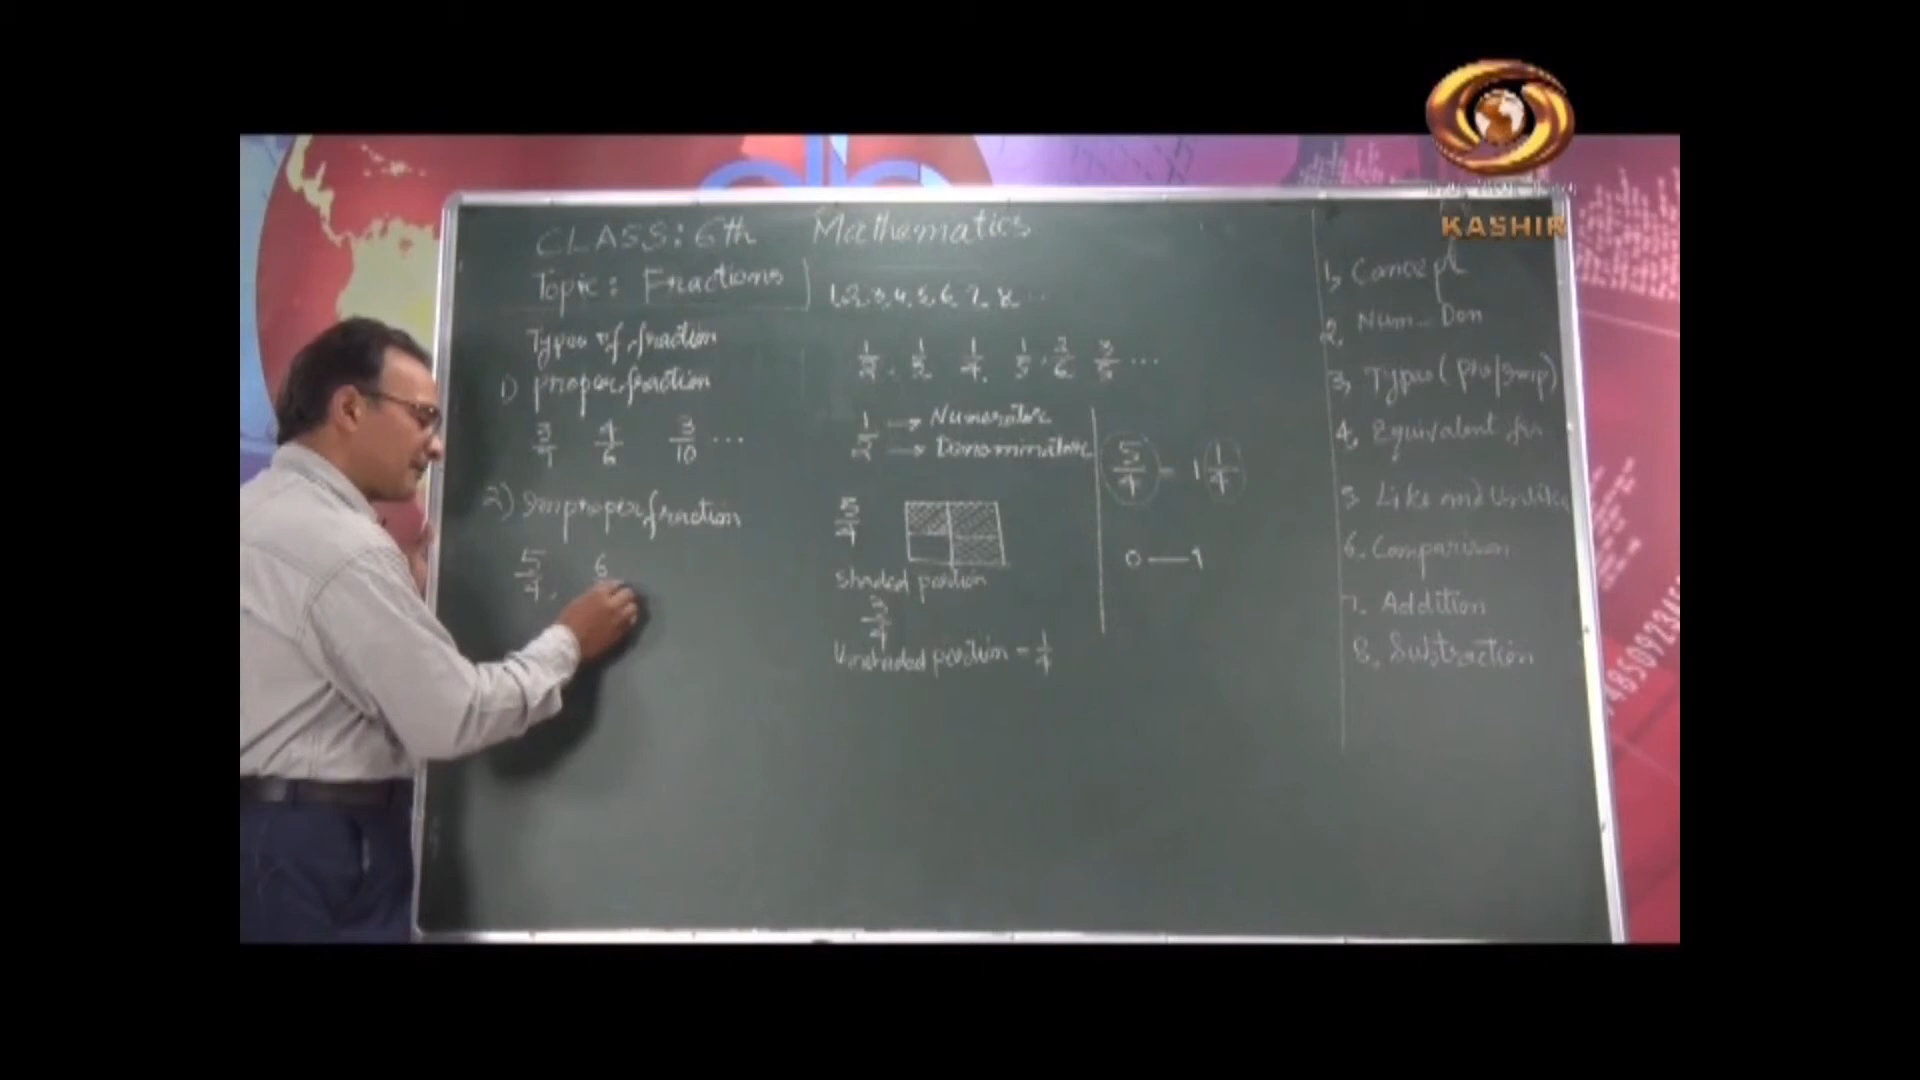 KASHIR
CLASS: 6th Mathematics
Topic: Fractions
1, 2, 3, 4, 5, 6, 7, 8 ...
Types of fraction
1) proper fraction
3/4 4/6 3/10 ...
2) Improper fraction
5/4, 6
1/2, 1/3 1/4, 1/5, 2/6 3/5 ...
1/2 → Numerator
→ Denominator
5/4
shaded portion
3/4
Unshaded portion = 1/4
5/4 = 1 1/4
0 — 1
1, Concept
2, Num - Den
3, Types (pro/imp)
4, Equivalent fr
5 Like and Unlike
6. Comparison
7. Addition
8. Subtraction